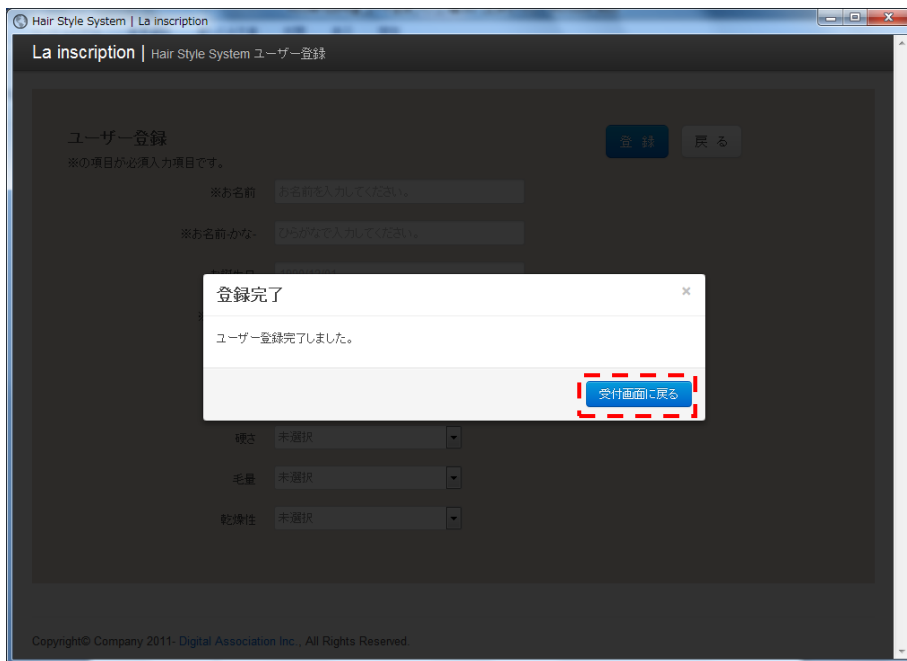 Hair Style System | La inscription
La inscription | Hair Style System ユーザー登録
ユーザー登録
登 録
戻 る
※の項目が必須入力項目です。
※お名前 お名前を入力してください。
※お名前-かな- ひらがなで入力してください。
登録完了 ×
ユーザー登録完了しました。
受付画面に戻る
硬さ 未選択
毛量 未選択
乾燥性 未選択
Copyright© Company 2011- Digital Association Inc., All Rights Reserved.